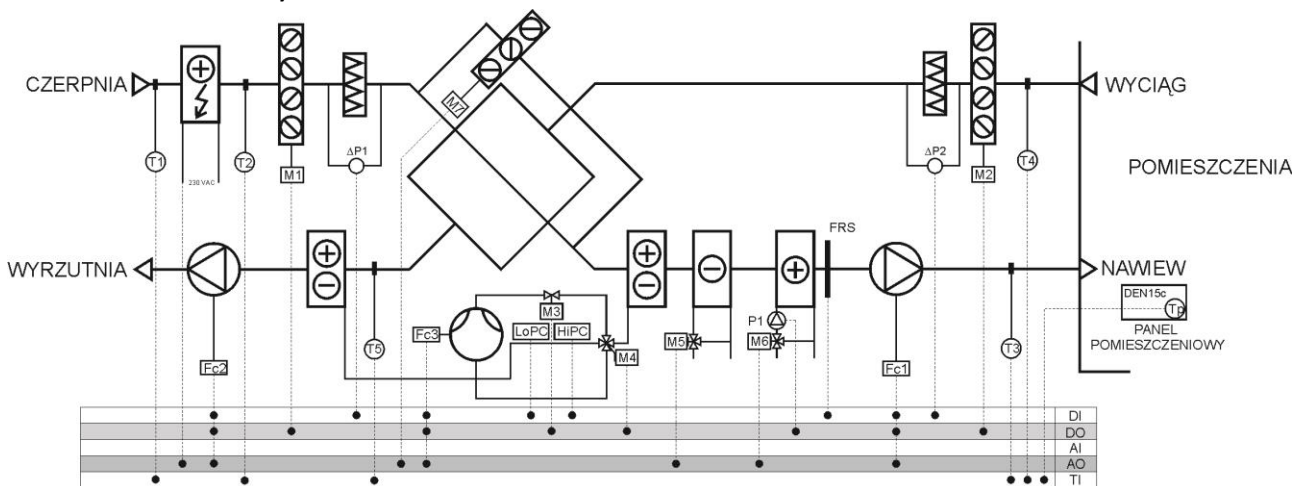 CZERPNIA
WYCIĄG
M7
T1
T2
ΔP1
ΔP2
T4
M1
M2
230 VAC
POMIESZCZENIA
FRS
WYRZUTNIA
NAWIEW
DEN15c
Tp
PANEL
POMIESZCZENIOWY
P1
M3
Fc3
LoPC
HiPC
M4
M5
M6
T5
T3
Fc2
Fc1
DI
DO
AI
AO
TI